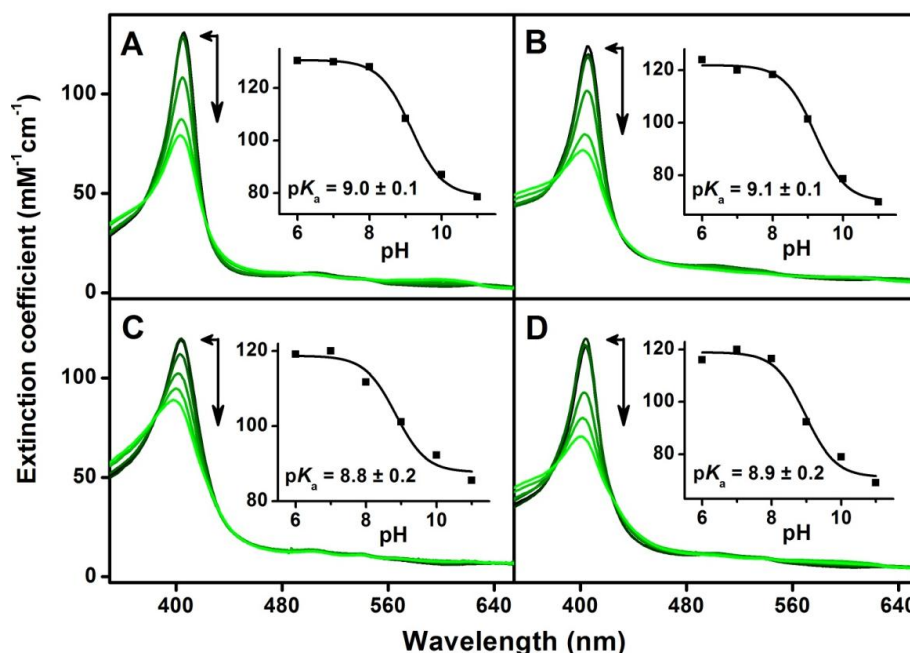 Extinction coefficient (mM⁻¹cm⁻¹)
A
120
100
80
pKₐ = 9.0 ± 0.1
6 8 10
pH
100
50
0
B
120
100
80
pKₐ = 9.1 ± 0.1
6 8 10
pH
C
120
100
80
pKₐ = 8.8 ± 0.2
6 8 10
pH
100
50
0
400 480 560 640
D
120
100
80
pKₐ = 8.9 ± 0.2
6 8 10
pH
400 480 560 640
Wavelength (nm)